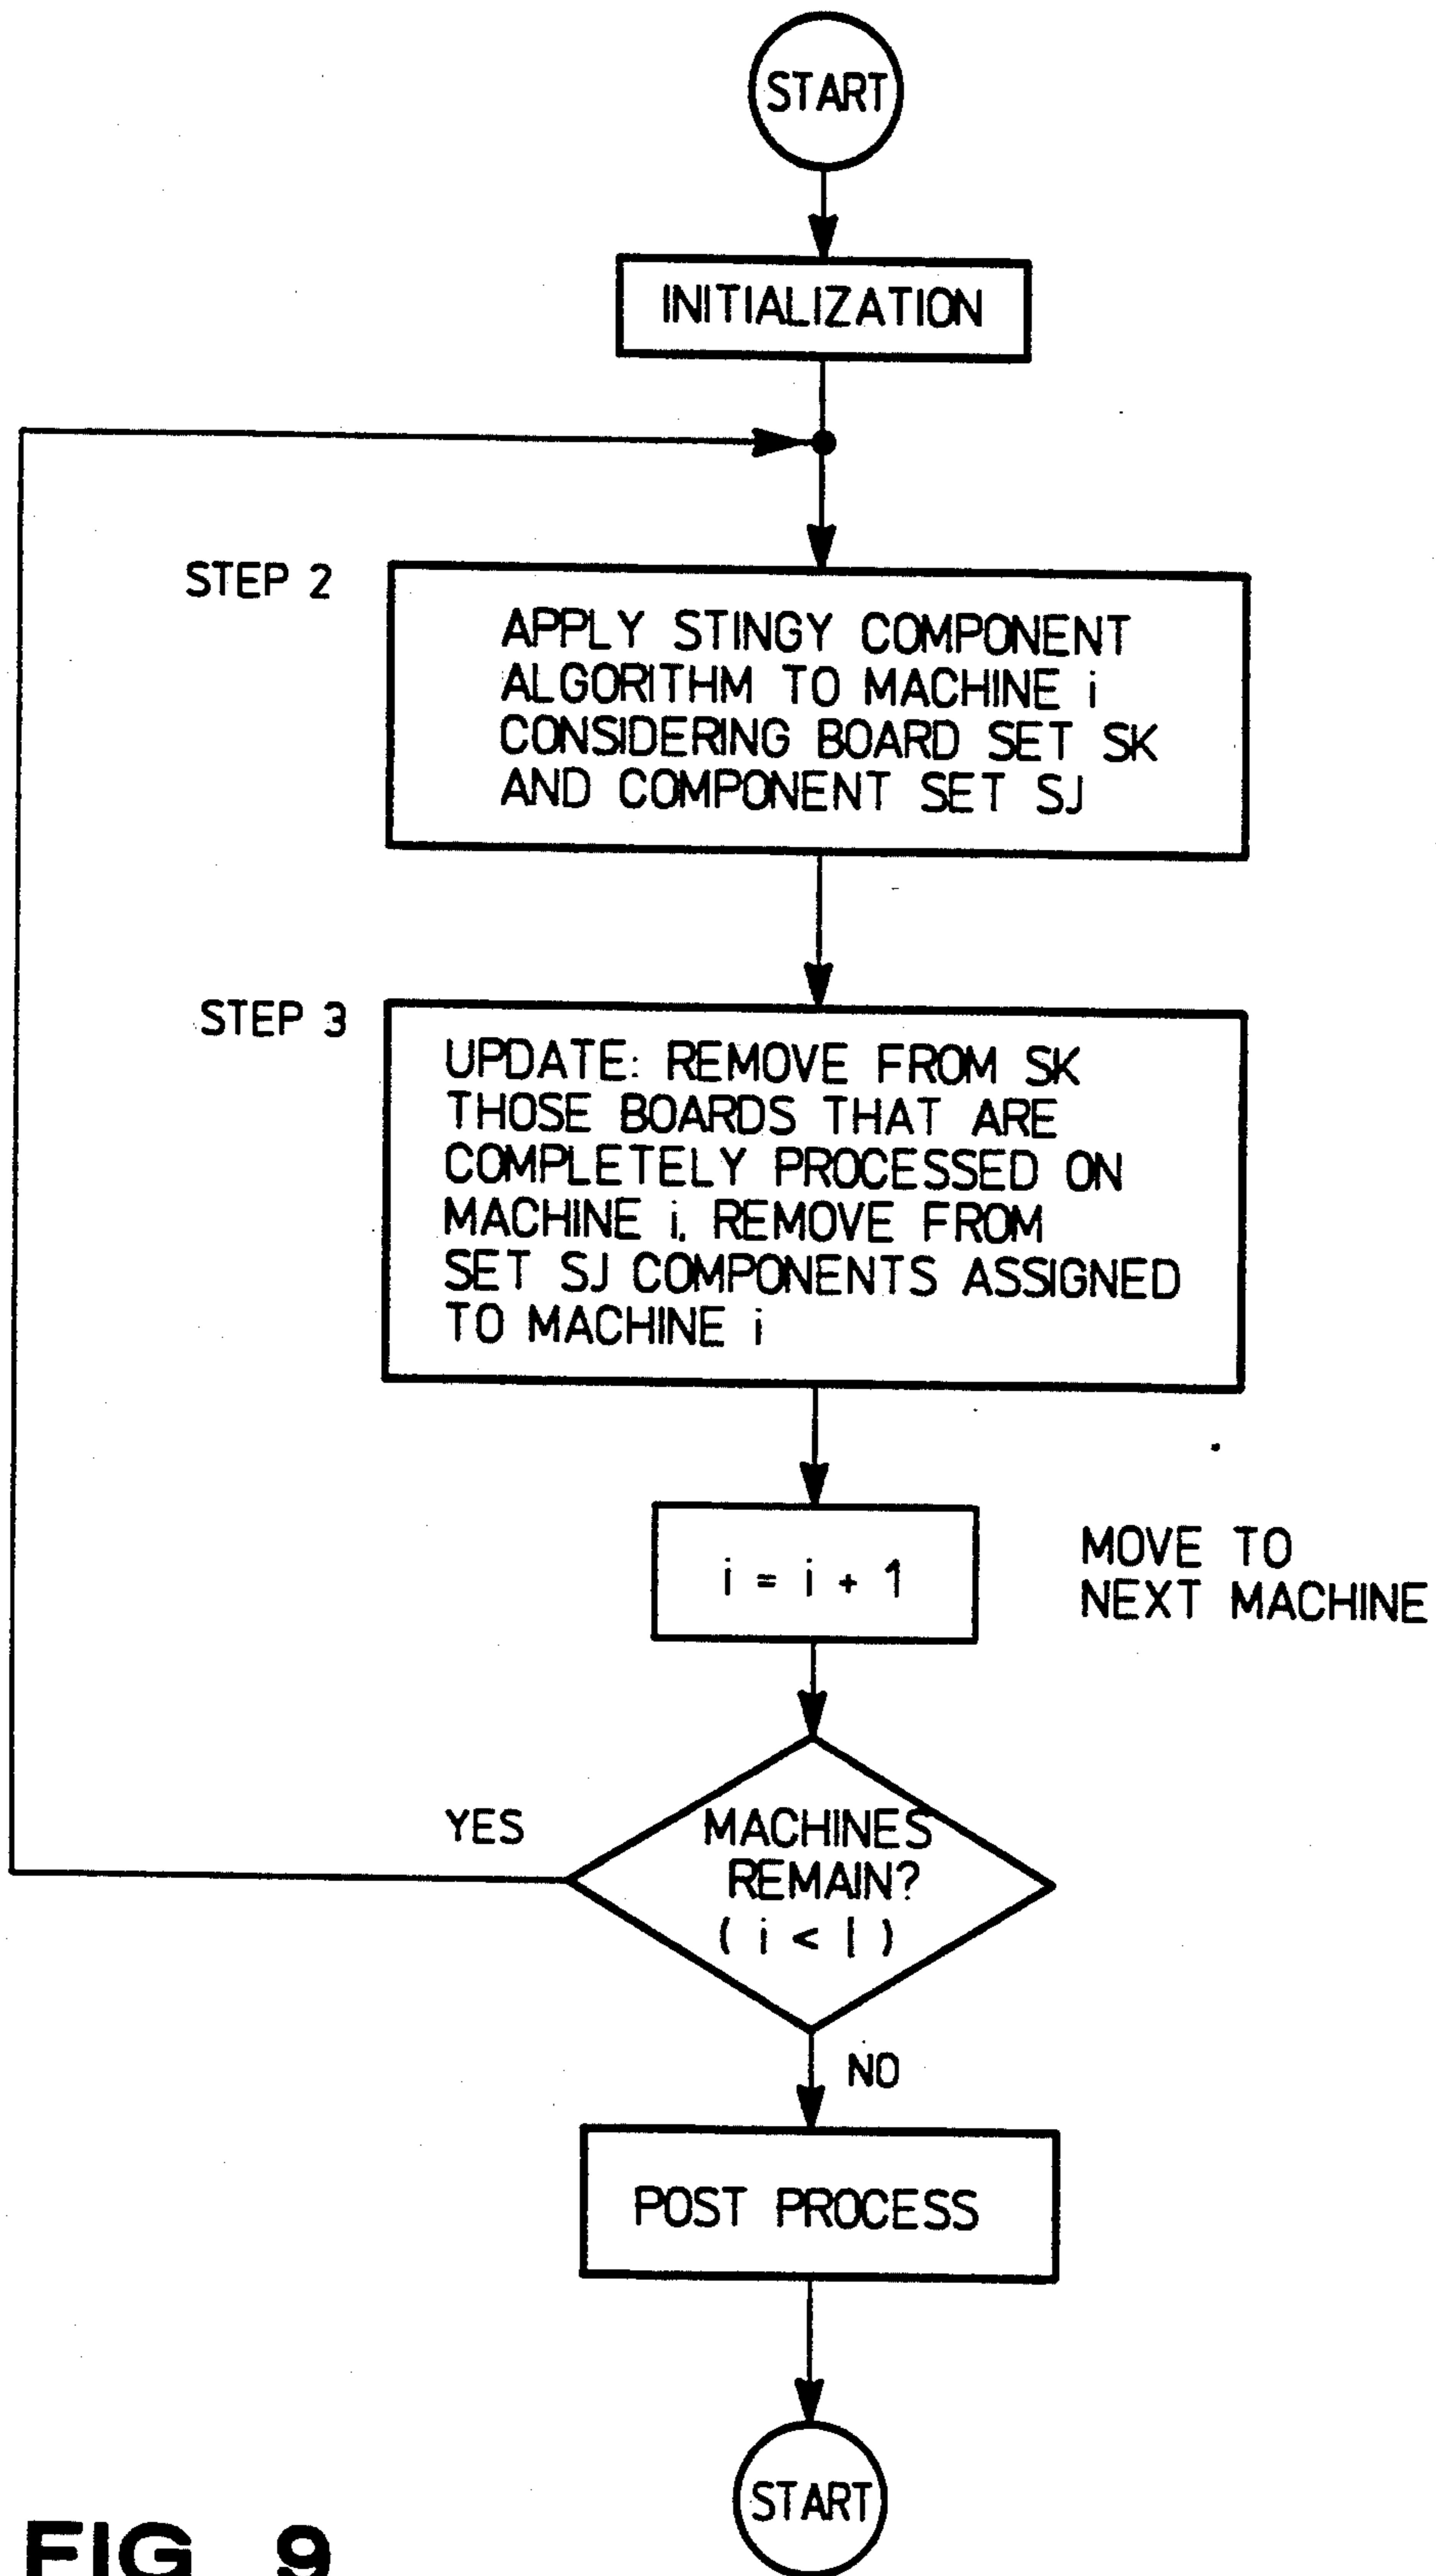 START
INITIALIZATION
STEP 2
APPLY STINGY COMPONENT
ALGORITHM TO MACHINE i
CONSIDERING BOARD SET SK
AND COMPONENT SET SJ
STEP 3
UPDATE: REMOVE FROM SK
THOSE BOARDS THAT ARE
COMPLETELY PROCESSED ON
MACHINE i. REMOVE FROM
SET SJ COMPONENTS ASSIGNED
TO MACHINE i
i = i + 1
MOVE TO
NEXT MACHINE
YES
MACHINES
REMAIN?
( i < I )
NO
POST PROCESS
START
FIG 9